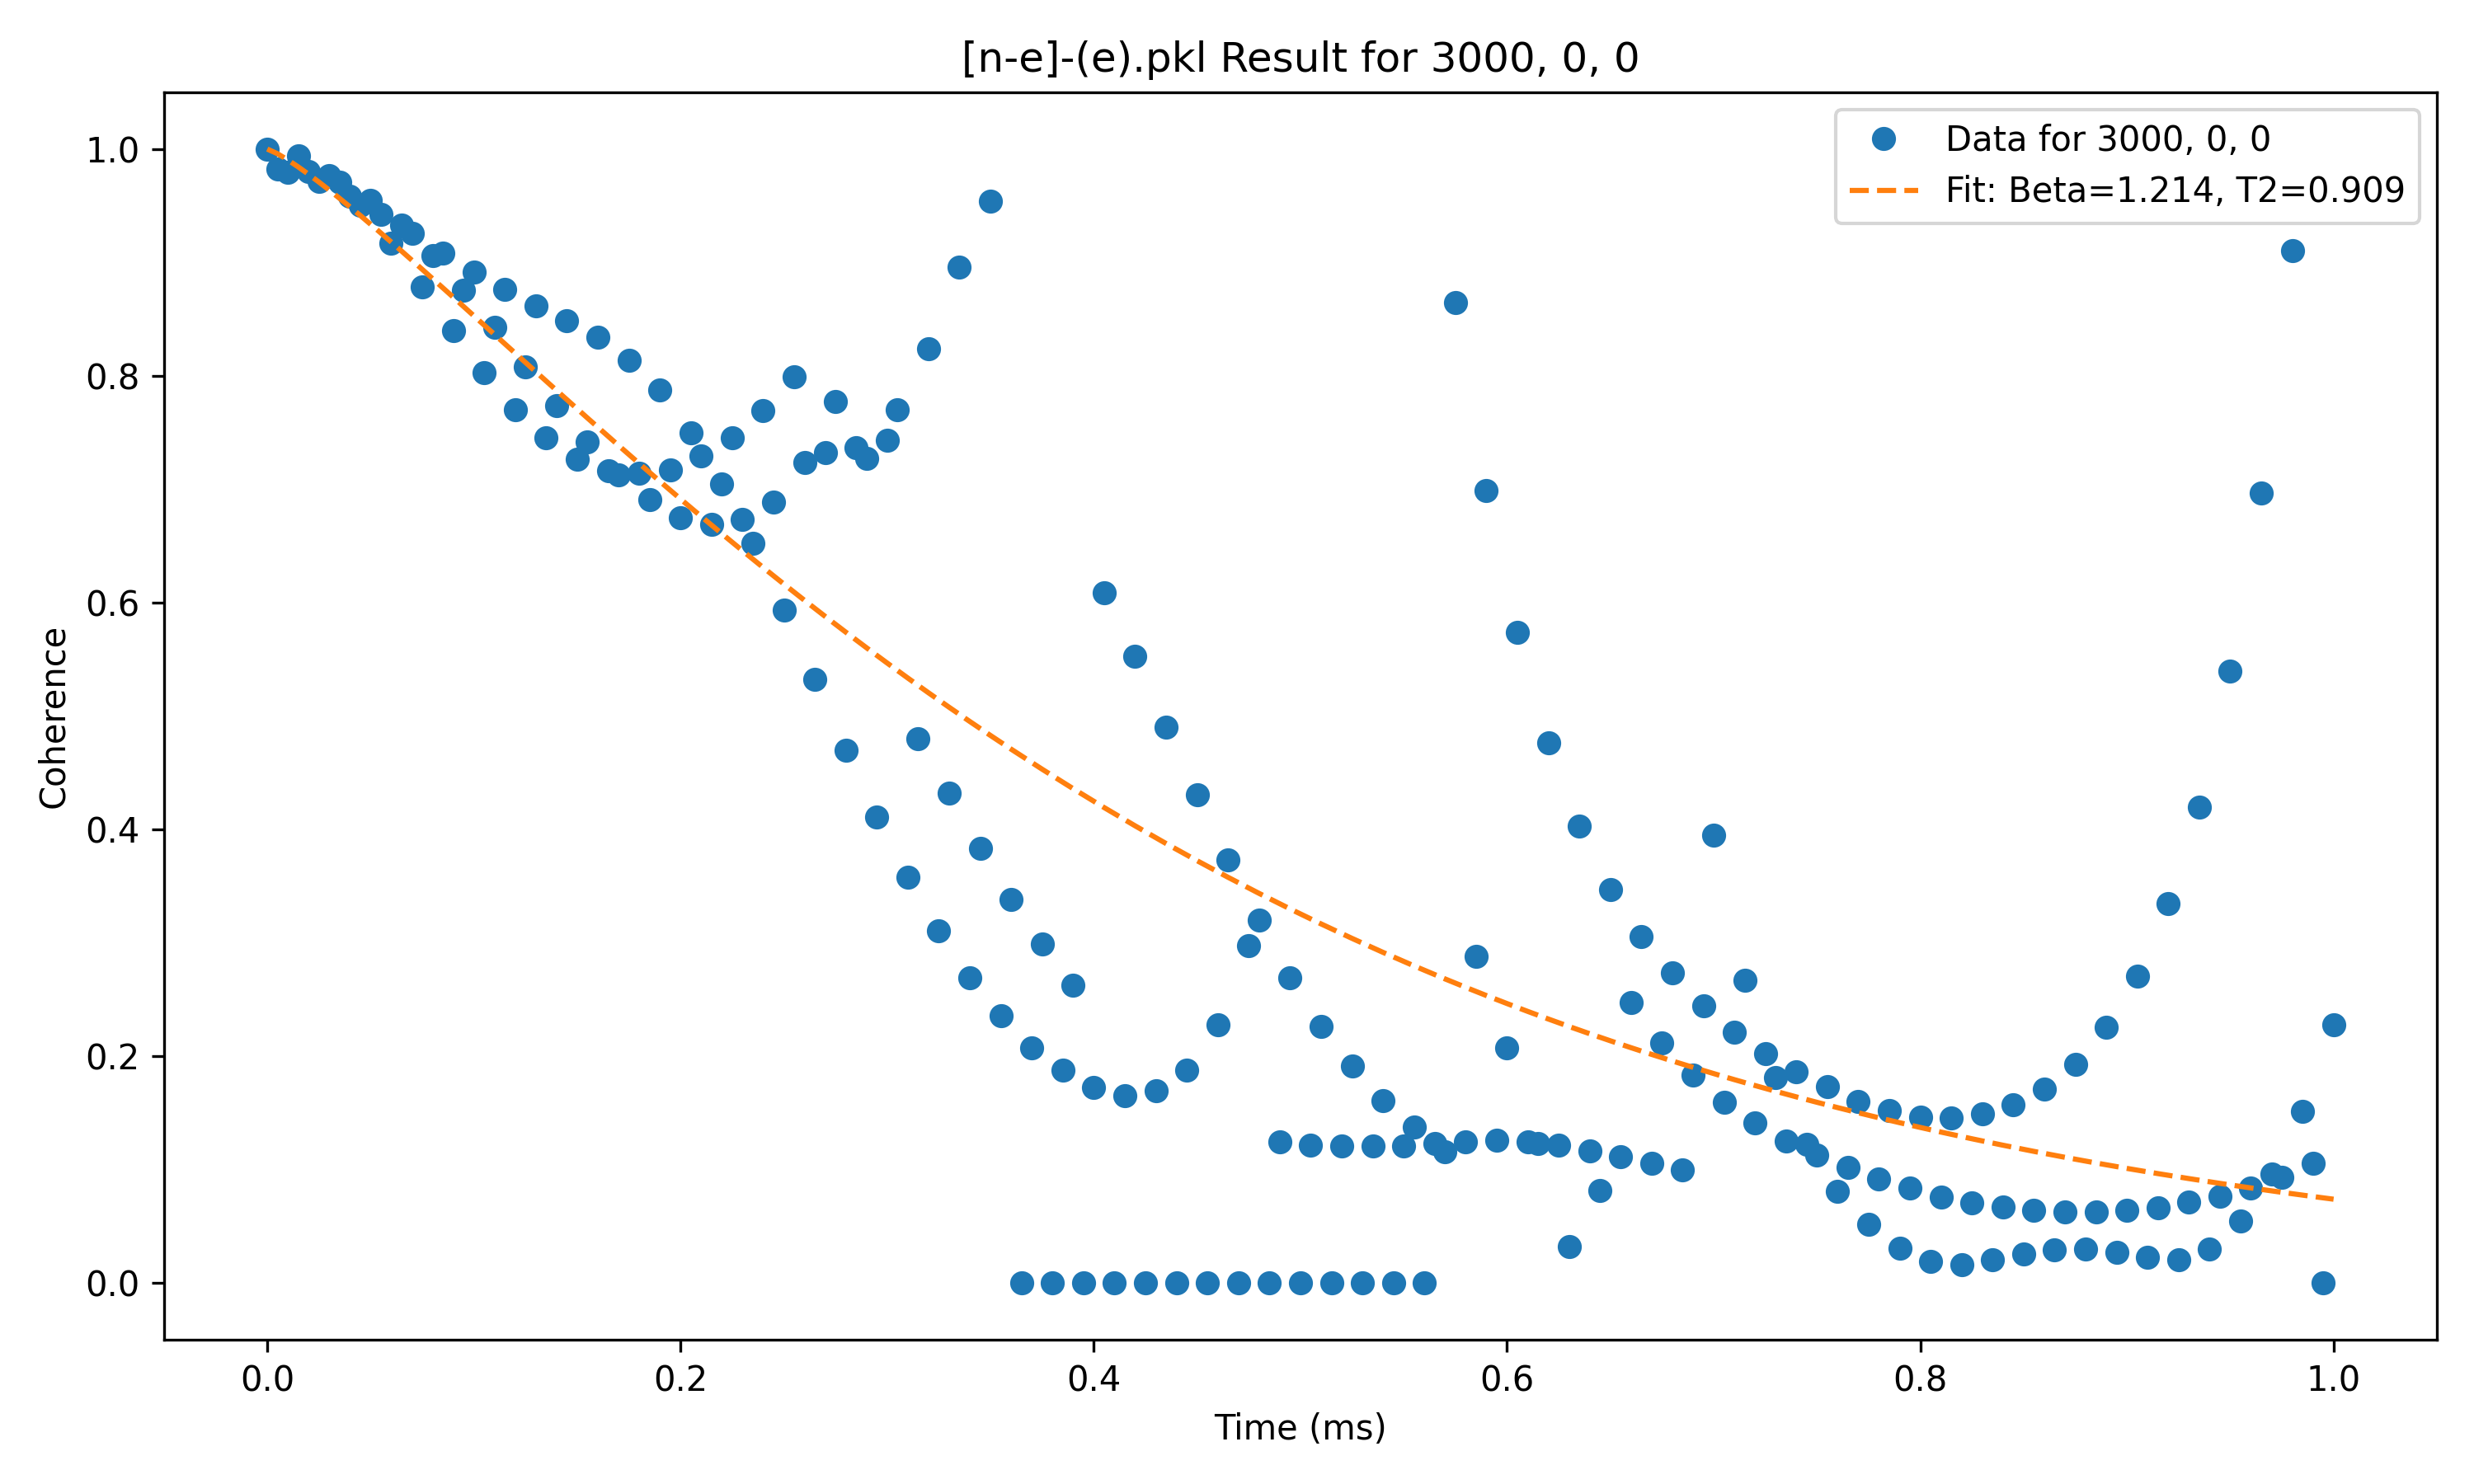 [n-e]-(e).pkl Result for 3000, 0, 0
Data for 3000, 0, 0
Fit: Beta=1.214, T2=0.909
Coherence
1.0
0.8
0.6
0.4
0.2
0.0
0.0 0.2 0.4 0.6 0.8 1.0
Time (ms)